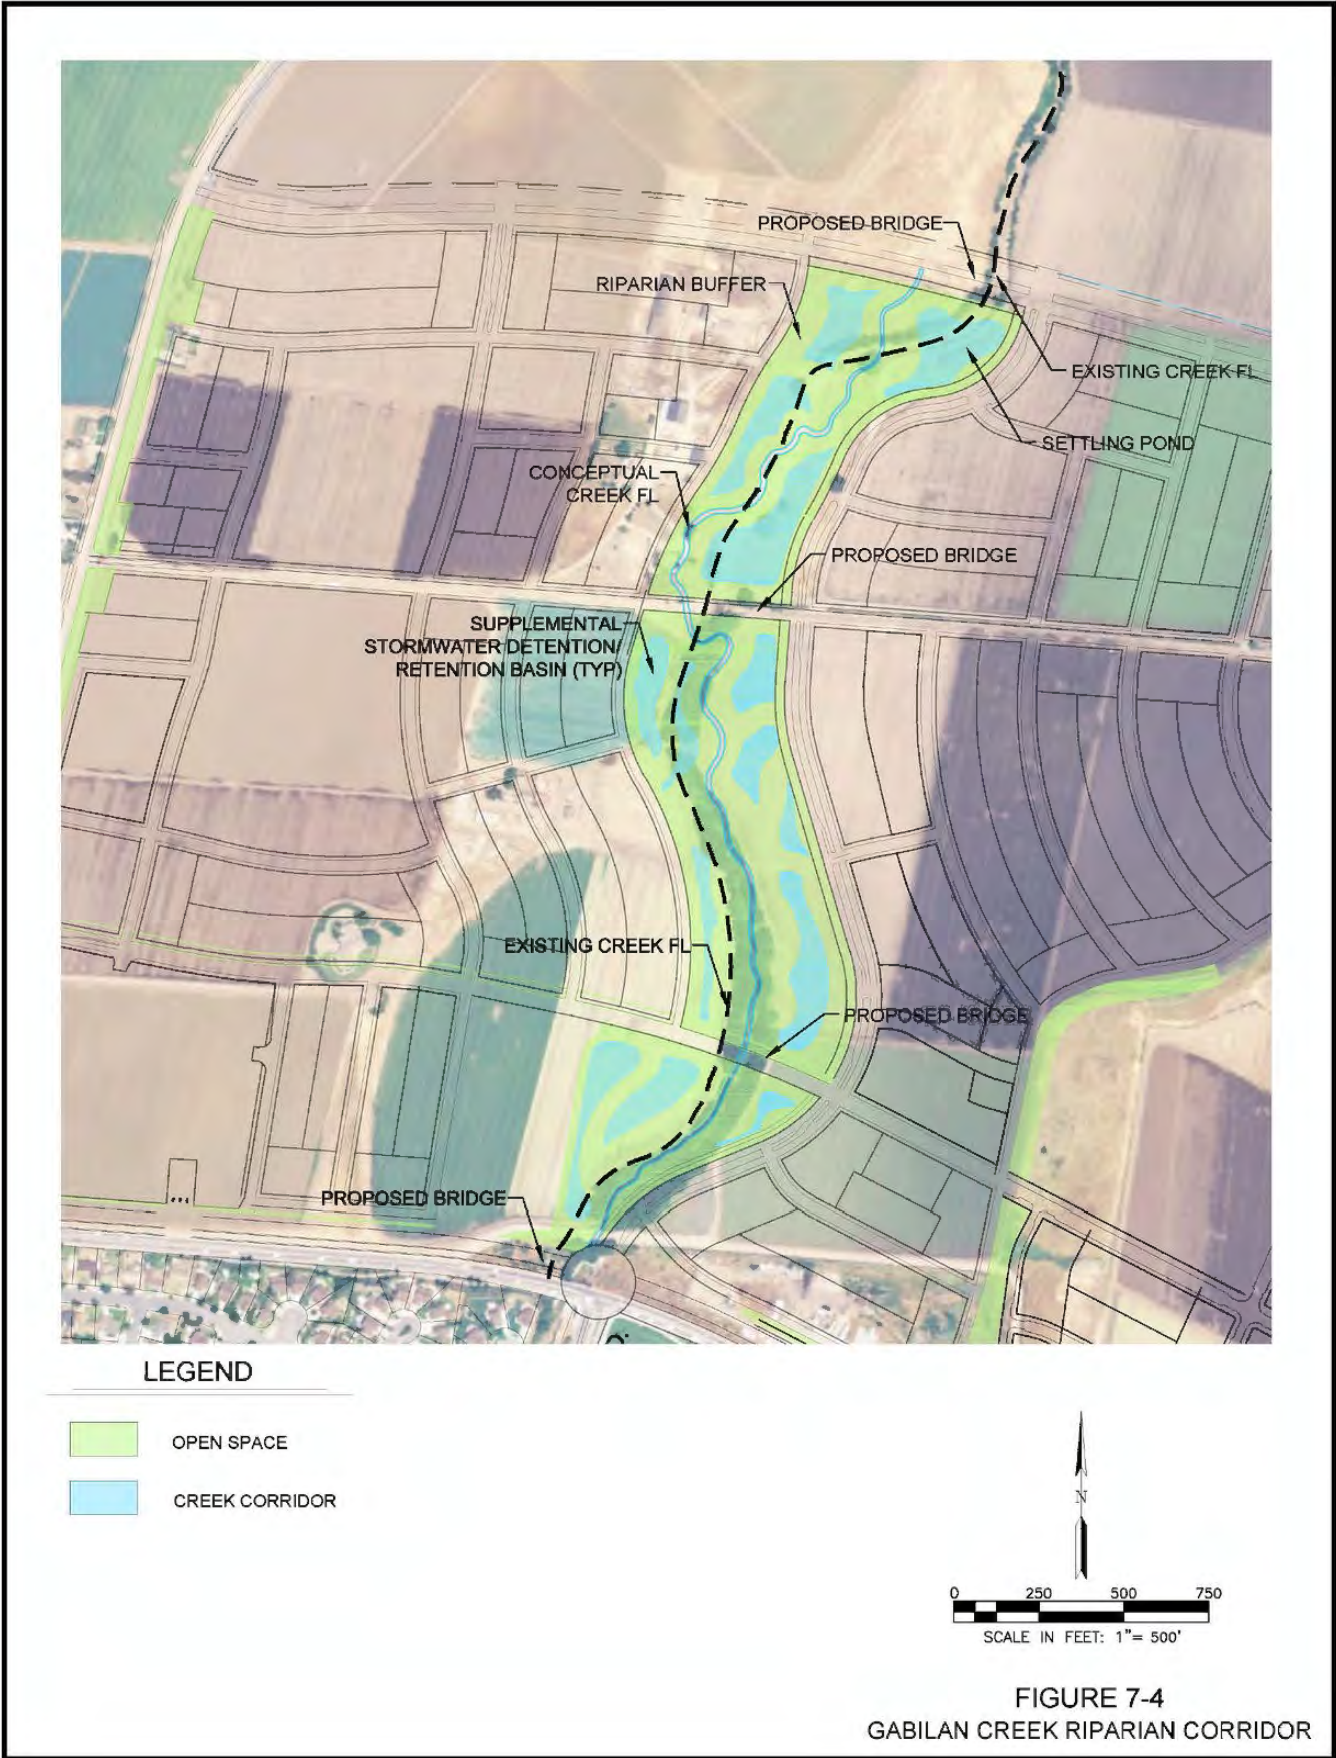 PROPOSED BRIDGE
RIPARIAN BUFFER
EXISTING CREEK FL
SETTLING POND
CONCEPTUAL
CREEK FL
PROPOSED BRIDGE
SUPPLEMENTAL
STORMWATER DETENTION/
RETENTION BASIN (TYP)
EXISTING CREEK FL
PROPOSED BRIDGE
PROPOSED BRIDGE
LEGEND
OPEN SPACE
CREEK CORRIDOR
N
0 250 500 750
SCALE IN FEET: 1"= 500'
FIGURE 7-4
GABILAN CREEK RIPARIAN CORRIDOR